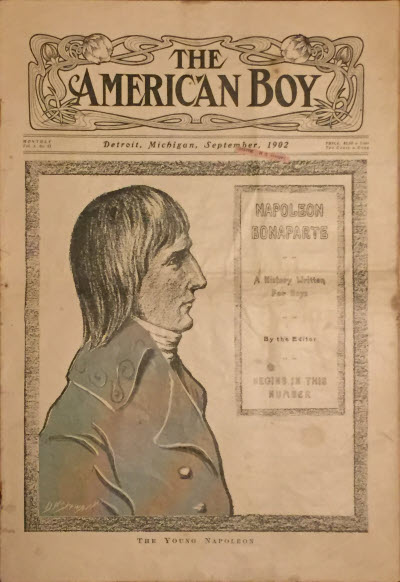 THE
AMERICAN BOY
MONTHLY
Detroit, Michigan, September, 1902
NAPOLEON
BONAPARTE
A History Written
For Boys
By the Editor
BEGINS IN THIS
NUMBER
THE YOUNG NAPOLEON